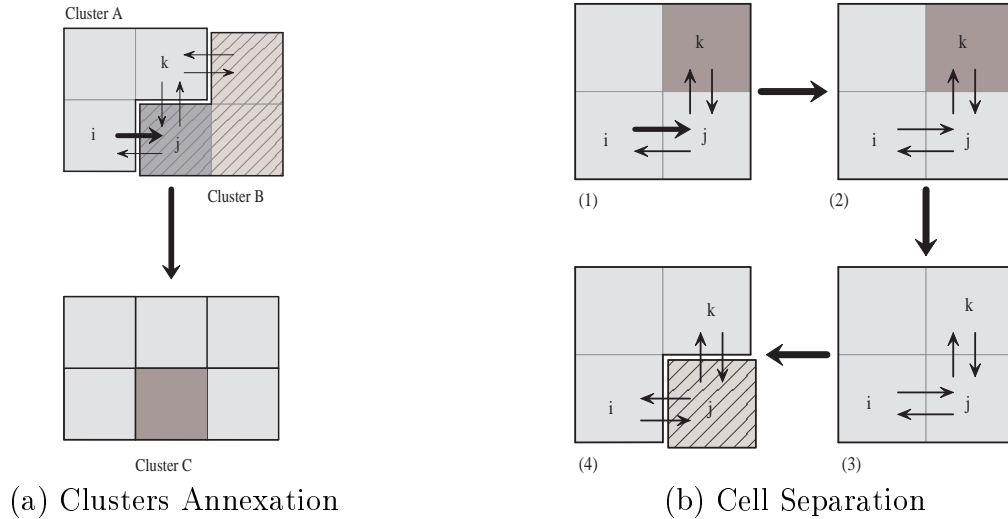 Cluster A
k
i
j
Cluster B
Cluster C
(a) Clusters Annexation
k
i
j
(1)
k
i
j
(2)
k
i
j
(4)
k
i
j
(3)
(b) Cell Separation